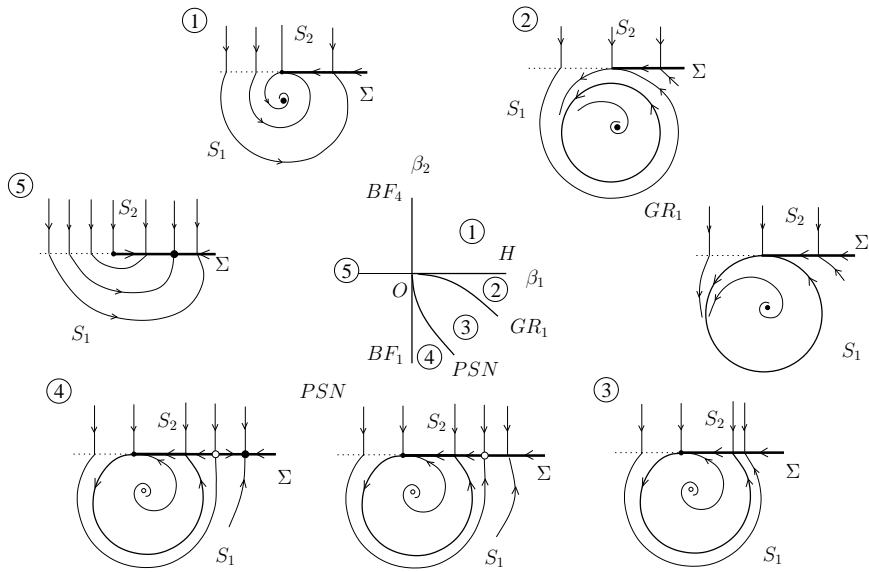 ① S₂ Σ S₁
② S₂ Σ S₁
⑤ S₂ Σ S₁
β₂
BF₄
①
H
β₁
⑤
O
②
GR₁
③
BF₁
④
PSN
GR₁ S₂ Σ S₁
④ S₂ Σ S₁
PSN S₂ Σ S₁
③ S₂ Σ S₁